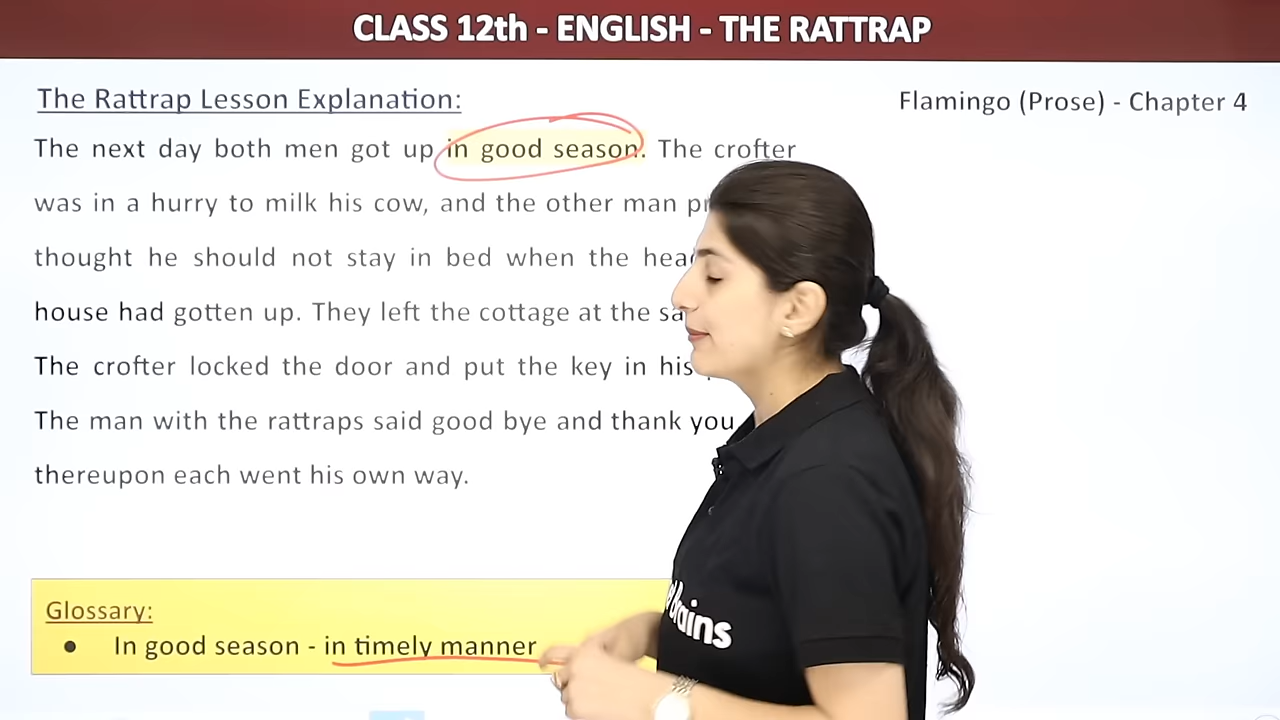 CLASS 12th - ENGLISH - THE RATTRAP
The Rattrap Lesson Explanation:
Flamingo (Prose) - Chapter 4
The next day both men got up in good season. The crofter
was in a hurry to milk his cow, and the other man
thought he should not stay in bed when the
house had gotten up. They left the cottage at the
The crofter locked the door and put the key in his
The man with the rattraps said good bye and thank you
thereupon each went his own way.
Glossary:
● In good season - in timely manner